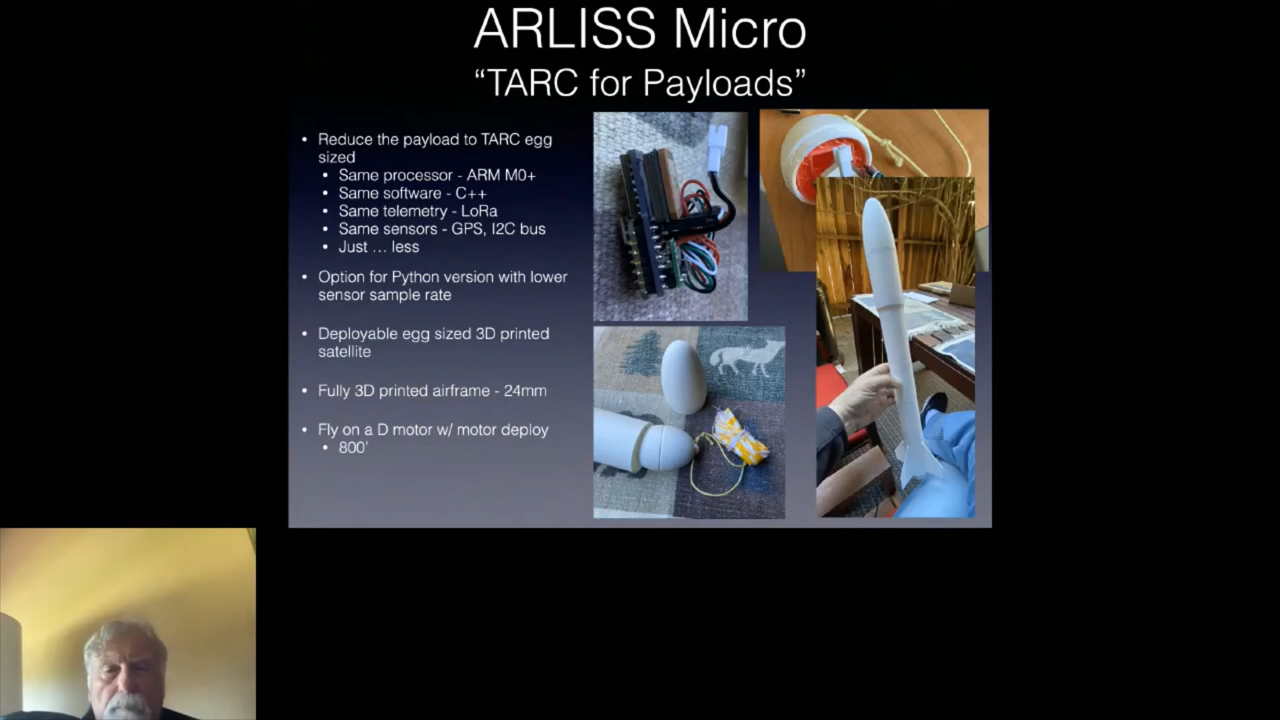 ARLISS Micro
“TARC for Payloads”
• Reduce the payload to TARC egg
sized
• Same processor - ARM M0+
• Same software - C++
• Same telemetry - LoRa
• Same sensors - GPS, I2C bus
• Just … less
• Option for Python version with lower
sensor sample rate
• Deployable egg sized 3D printed
satellite
• Fully 3D printed airframe - 24mm
• Fly on a D motor w/ motor deploy
• 800’